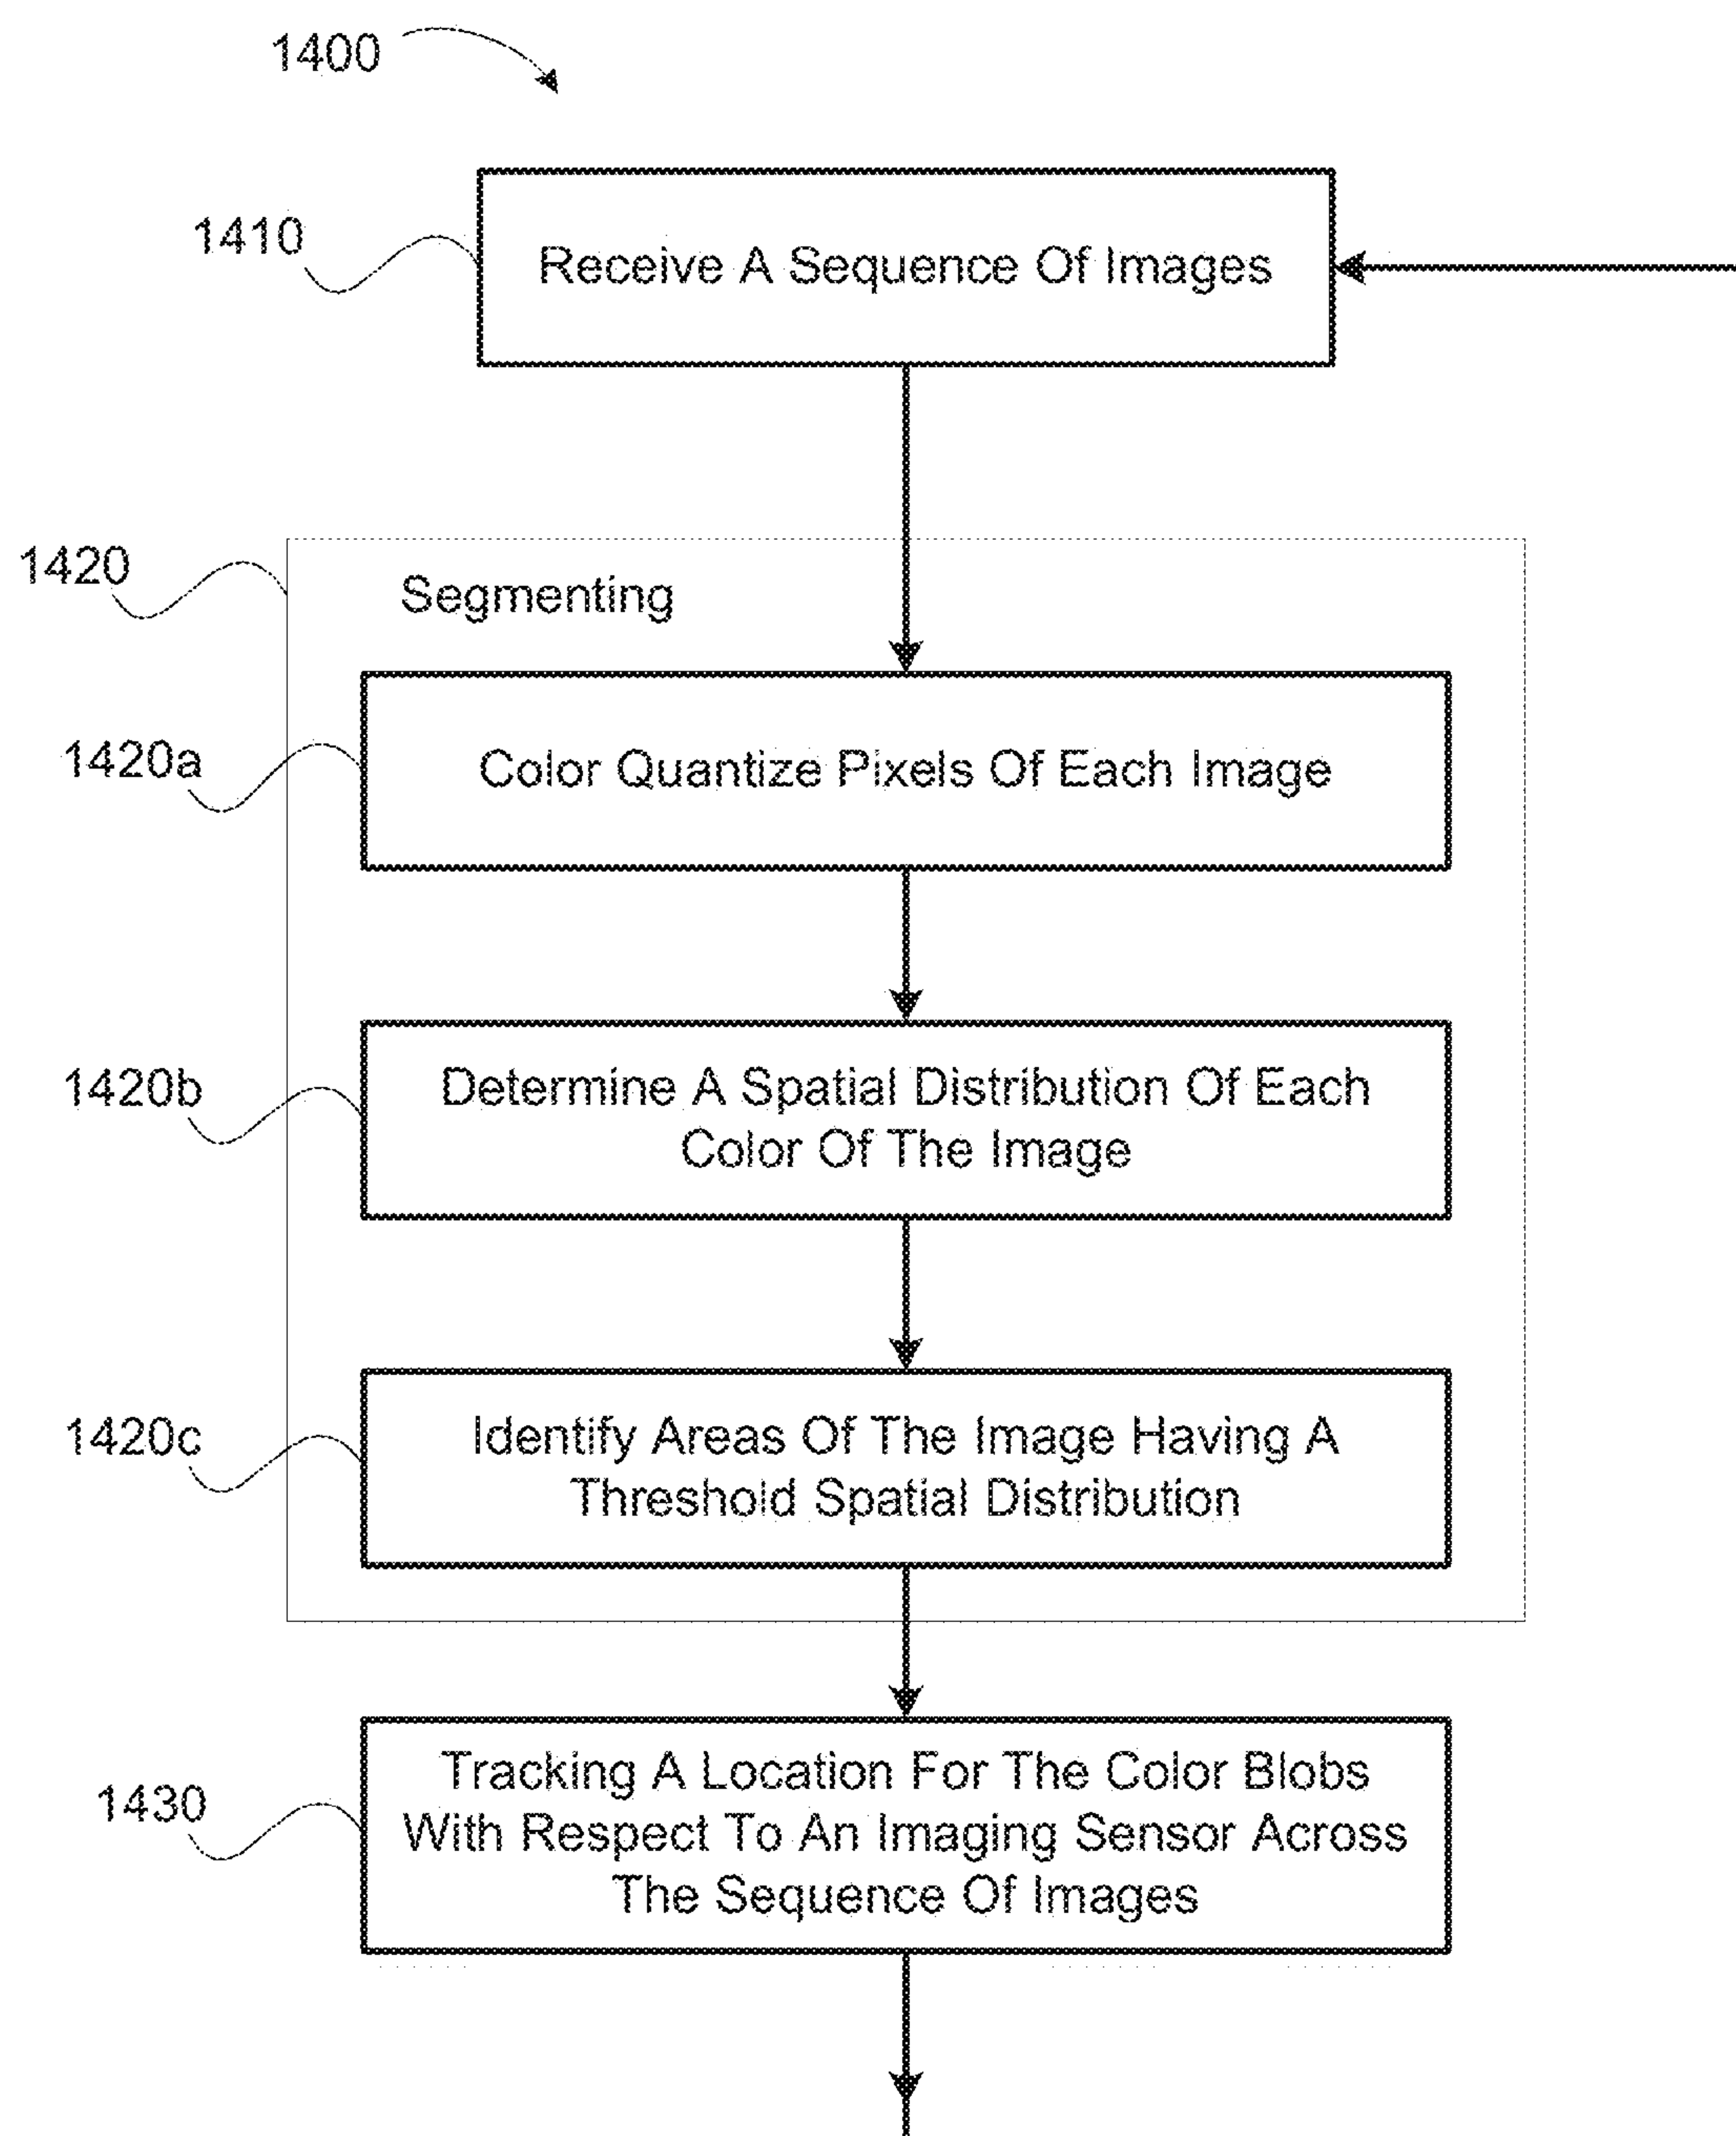 1400
1410
Receive A Sequence Of Images
1420
Segmenting
1420a
Color Quantize Pixels Of Each Image
1420b
Determine A Spatial Distribution Of Each
Color Of The Image
1420c
Identify Areas Of The Image Having A
Threshold Spatial Distribution
1430
Tracking A Location For The Color Blobs
With Respect To An Imaging Sensor Across
The Sequence Of Images